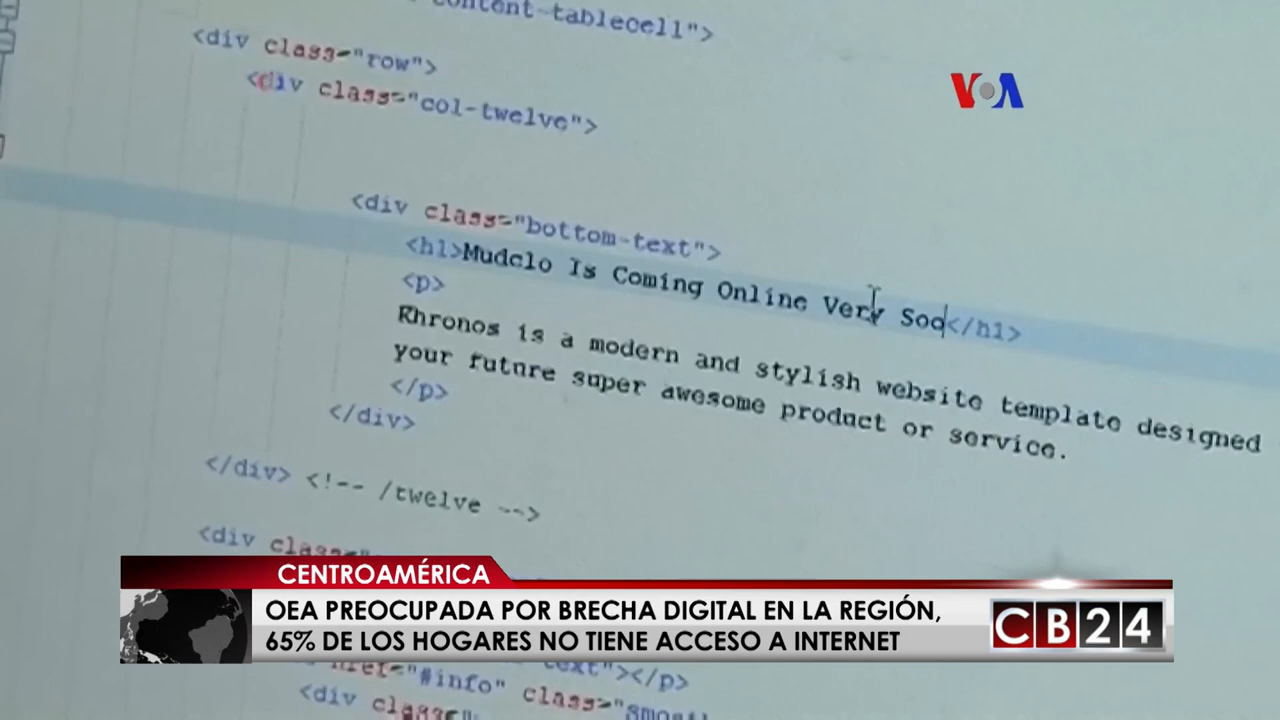 content-tablecell">
<div class="row">
<div class="col-twelve">
VOA
<div class="bottom-text">
<h1>Mudclo Is Coming Online Very Soo</h1>
<p>
Rhronos is a modern and stylish website template designed
your future super awesome product or service.
</p>
</div>
</div> <!-- /twelve -->
<div class="
CENTROAMÉRICA
OEA PREOCUPADA POR BRECHA DIGITAL EN LA REGIÓN,
65% DE LOS HOGARES NO TIENE ACCESO A INTERNET
CB24
text"></p>
href="#info" class="
<div class="